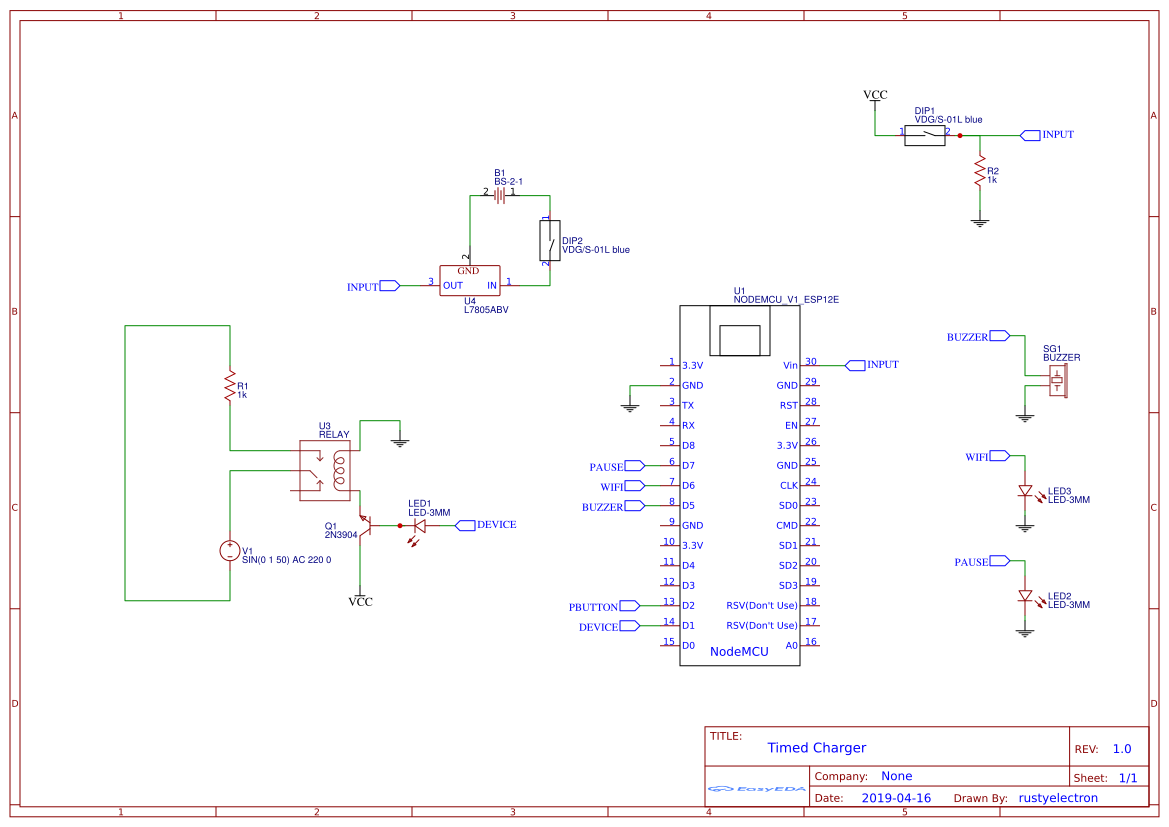 1 2 3 4 5
A A
B B
C C
D D
VCC
DIP1
VDG/S-01L blue
1 2
INPUT
R2
1k
B1
BS-2-1
2 1
1
DIP2
VDG/S-01L blue
2
2
GND
INPUT 3 OUT IN 1
U4
L7805ABV
R1
1k
U3
RELAY
Q1
2N3904
LED1
LED-3MM
DEVICE
V1
SIN(0 1 50) AC 220 0
VCC
U1
NODEMCU_V1_ESP12E
1 3.3V Vin 30 INPUT
2 GND GND 29
3 TX RST 28
4 RX EN 27
5 D8 3.3V 26
PAUSE 6 D7 GND 25
WIFI 7 D6 CLK 24
BUZZER 8 D5 SD0 23
9 GND CMD 22
10 3.3V SD1 21
11 D4 SD2 20
12 D3 SD3 19
PBUTTON 13 D2 RSV(Don't Use) 18
DEVICE 14 D1 RSV(Don't Use) 17
15 D0 A0 16
NodeMCU
BUZZER
SG1
BUZZER
WIFI
LED3
LED-3MM
PAUSE
LED2
LED-3MM
TITLE:
Timed Charger
REV: 1.0
EasyEDA
Company: None
Sheet: 1/1
Date: 2019-04-16 Drawn By: rustyelectron
1 2 3 4 5